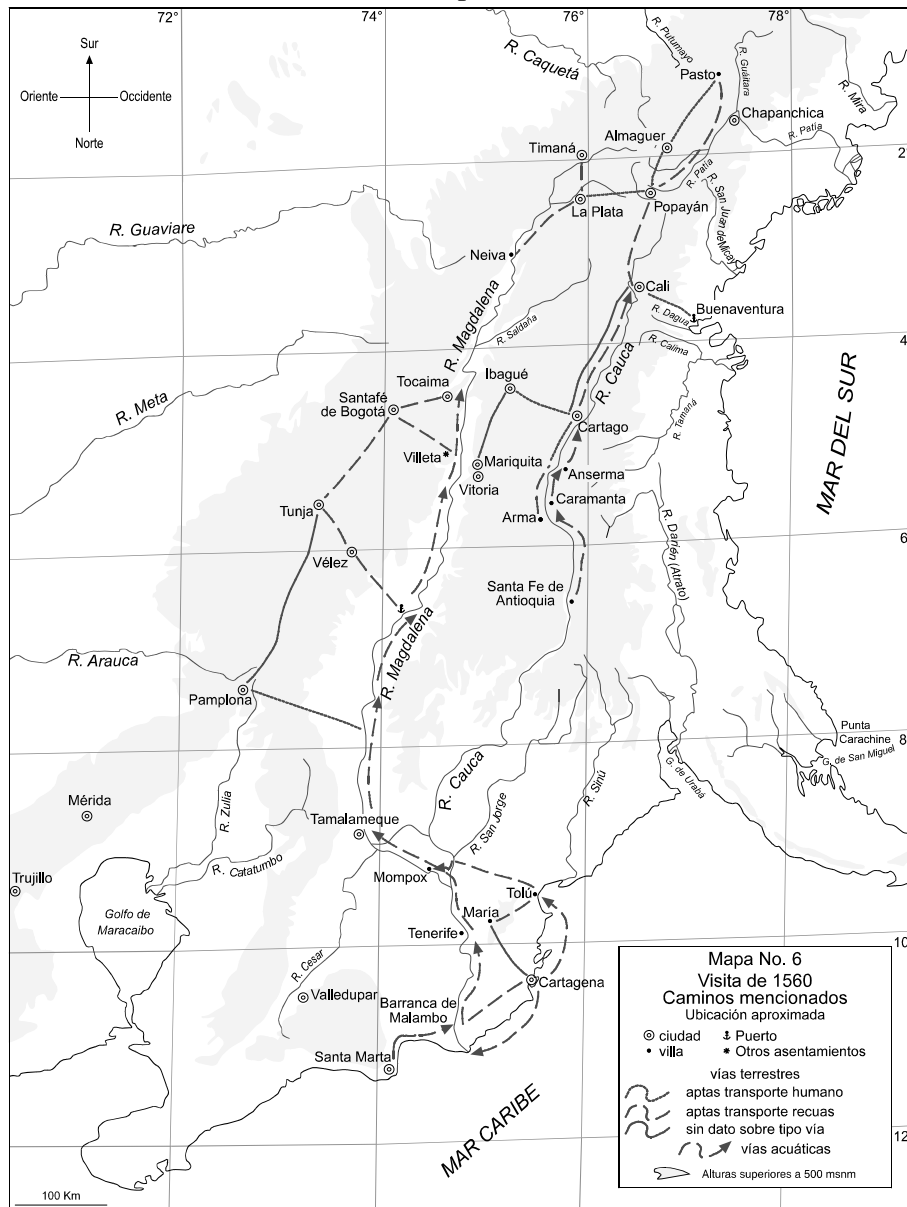 72°
74°
76°
78°
Sur
Oriente
Occidente
Norte
R. Caquetá
R. Putumayo
R. Guáitara
Pasto
R. Mira
Chapanchica
Almaguer
R. Patía
Timaná
2
R. Patía
La Plata
Popayán
R. San Juan de Micay
R. Guaviare
Neiva
Cali
Buenaventura
R. Dagua
R. Magdalena
R. Saldaña
R. Calima
4
R. Meta
Tocaima
Ibagué
R. Cauca
MAR DEL SUR
Santafé
de Bogotá
Cartago
R. Tamaná
Villeta
Mariquita
Anserma
Vitoria
Caramanta
Tunja
Arma
R. Darién (Atrato)
6
Vélez
Santa Fe de
Antioquia
R. Magdalena
R. Arauca
Pamplona
Punta
Carachine
8
G. de San Miguel
G. de Urabá
R. Cauca
R. Sinú
Mérida
R. Zulia
R. San Jorge
Tamalameque
R. Catatumbo
Trujillo
Mompox
Tolú
María
Golfo de
Maracaibo
Tenerife
10
R. Cesar
Cartagena
Valledupar
Barranca de
Malambo
Santa Marta
MAR CARIBE
12
Mapa No. 6
Visita de 1560
Caminos mencionados
Ubicación aproximada
ciudad
Puerto
villa
Otros asentamientos
vías terrestres
aptas transporte humano
aptas transporte recuas
sin dato sobre tipo vía
vías acuáticas
Alturas superiores a 500 msnm
100 Km